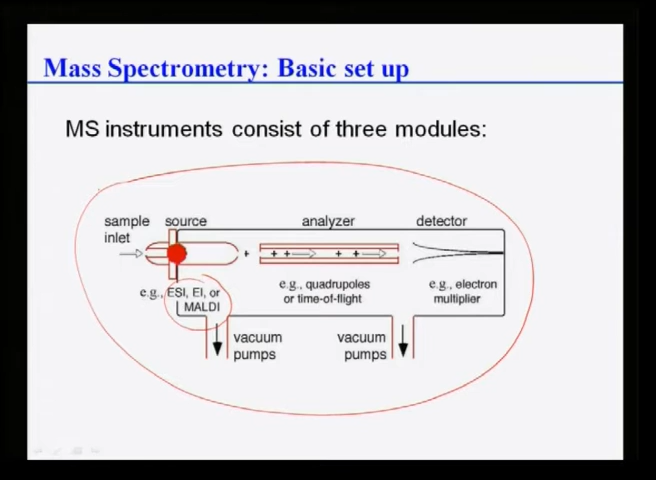 Mass Spectrometry: Basic set up
MS instruments consist of three modules:
sample source analyzer detector
inlet
+ + + + +
e.g., ESI, EI, or e.g., quadrupoles e.g., electron
MALDI or time-of-flight multiplier
vacuum vacuum
pumps pumps